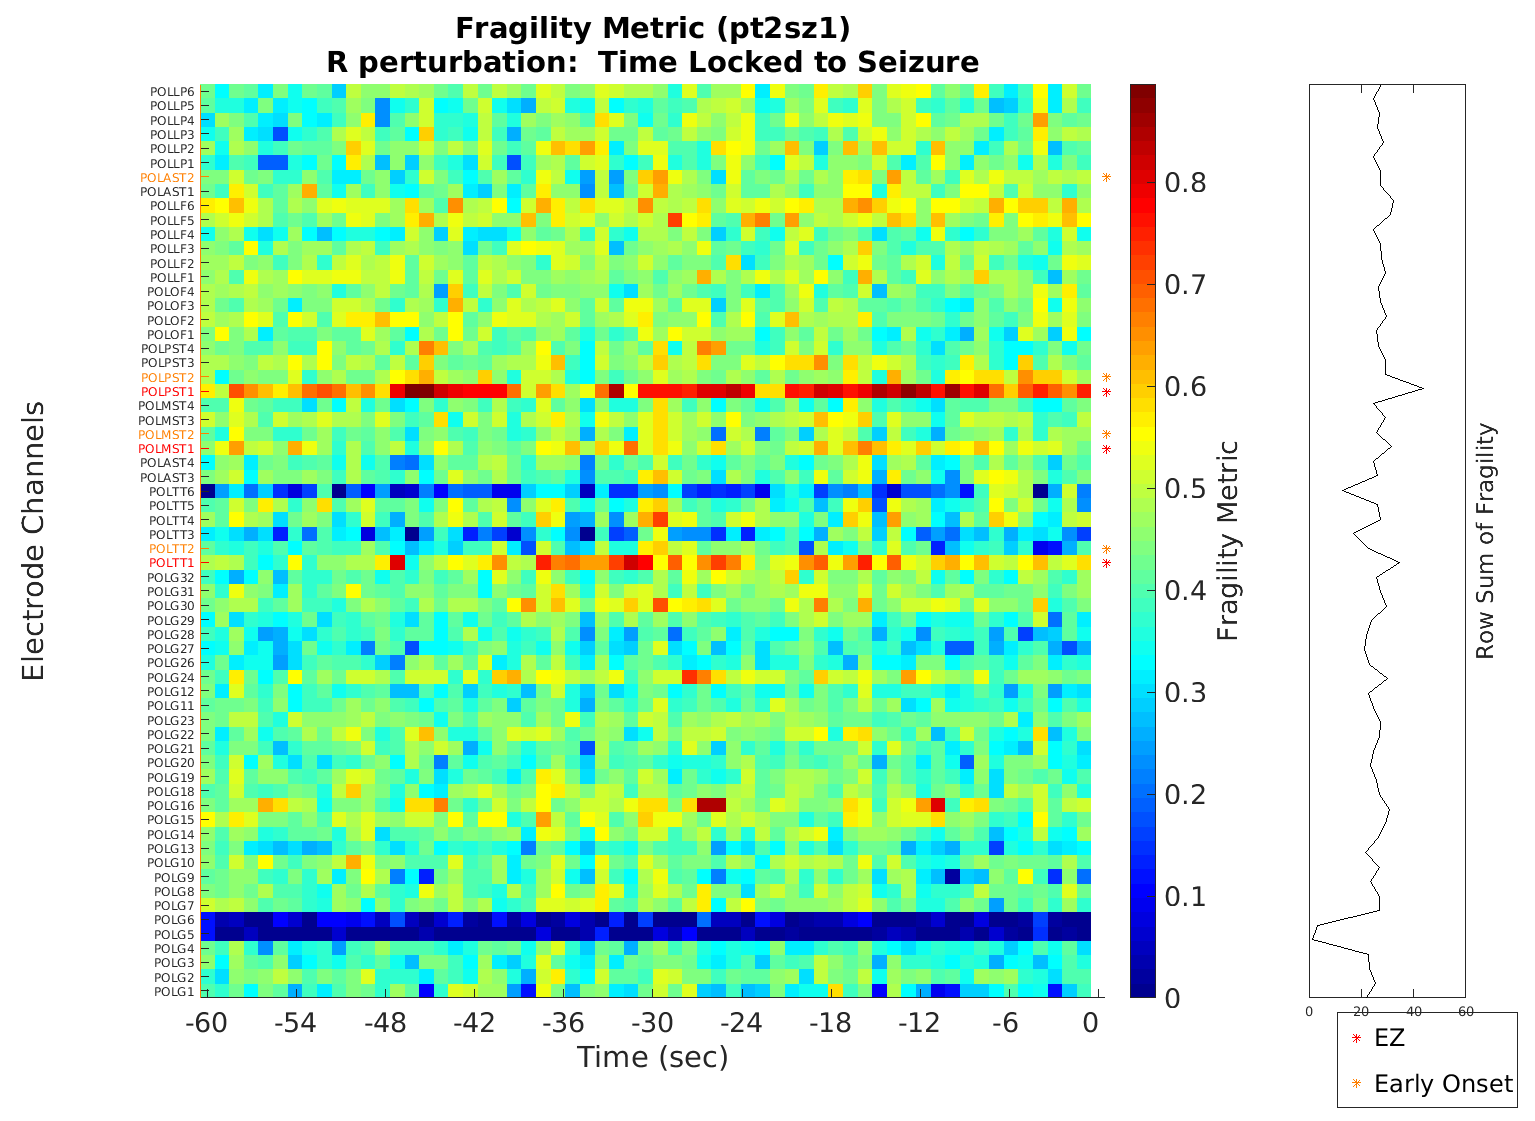 Fragility Metric (pt2sz1)
R perturbation: Time Locked to Seizure
Electrode Channels
POLLP6
POLLP5
POLLP4
POLLP3
POLLP2
POLLP1
POLAST2
POLAST1
POLLF6
POLLF5
POLLF4
POLLF3
POLLF2
POLLF1
POLOF4
POLOF3
POLOF2
POLOF1
POLPST4
POLPST3
POLPST2
POLPST1
POLMST4
POLMST3
POLMST2
POLMST1
POLAST4
POLAST3
POLTT6
POLTT5
POLTT4
POLTT3
POLTT2
POLTT1
POLG32
POLG31
POLG30
POLG29
POLG28
POLG27
POLG26
POLG24
POLG12
POLG11
POLG23
POLG22
POLG21
POLG20
POLG19
POLG18
POLG16
POLG15
POLG14
POLG13
POLG10
POLG9
POLG8
POLG7
POLG6
POLG5
POLG4
POLG3
POLG2
POLG1
-60 -54 -48 -42 -36 -30 -24 -18 -12 -6 0
Time (sec)
0.8
0.7
0.6
0.5
0.4
0.3
0.2
0.1
0
Fragility Metric
0 20 40 60
Row Sum of Fragility
EZ
Early Onset